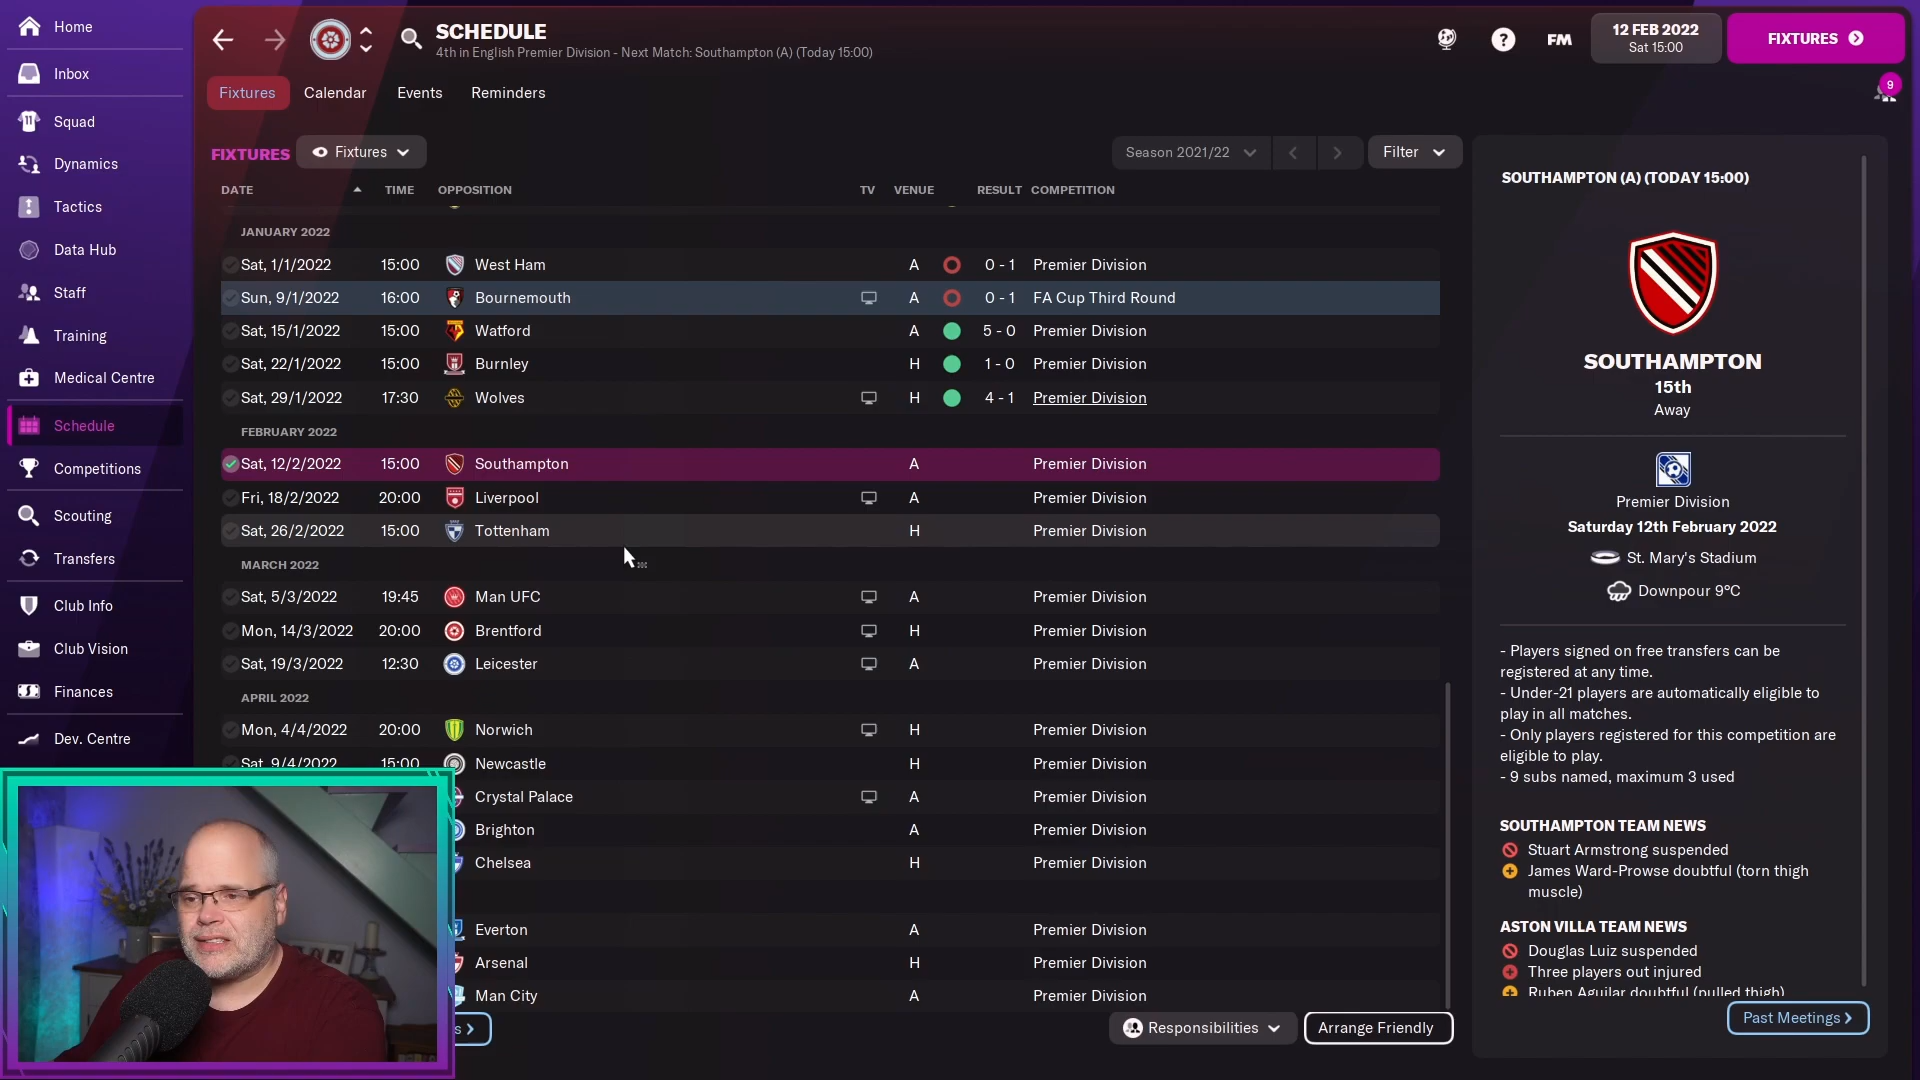 Home
Inbox
Squad
Dynamics
Tactics
Data Hub
Staff
Training
Medical Centre
Schedule
Competitions
Scouting
Transfers
Club Info
Club Vision
Finances
Dev. Centre
SCHEDULE
4th in English Premier Division - Next Match: Southampton (A) (Today 15:00)
?
FM
12 FEB 2022
Sat 15:00
FIXTURES
9
Fixtures Calendar Events Reminders
FIXTURES Fixtures Season 2021/22 Filter
DATE TIME OPPOSITION TV VENUE RESULT COMPETITION
JANUARY 2022
Sat, 1/1/2022 15:00 West Ham A 0 - 1 Premier Division
Sun, 9/1/2022 16:00 Bournemouth A 0 - 1 FA Cup Third Round
Sat, 15/1/2022 15:00 Watford A 5 - 0 Premier Division
Sat, 22/1/2022 15:00 Burnley H 1 - 0 Premier Division
Sat, 29/1/2022 17:30 Wolves H 4 - 1 Premier Division
FEBRUARY 2022
Sat, 12/2/2022 15:00 Southampton A Premier Division
Fri, 18/2/2022 20:00 Liverpool A Premier Division
Sat, 26/2/2022 15:00 Tottenham H Premier Division
MARCH 2022
Sat, 5/3/2022 19:45 Man UFC A Premier Division
Mon, 14/3/2022 20:00 Brentford H Premier Division
Sat, 19/3/2022 12:30 Leicester A Premier Division
APRIL 2022
Mon, 4/4/2022 20:00 Norwich H Premier Division
Sat, 9/4/2022 15:00 Newcastle H Premier Division
Crystal Palace A Premier Division
Brighton A Premier Division
Chelsea H Premier Division
Everton A Premier Division
Arsenal H Premier Division
Man City A Premier Division
Responsibilities Arrange Friendly
SOUTHAMPTON (A) (TODAY 15:00)
SOUTHAMPTON
15th
Away
Premier Division
Saturday 12th February 2022
St. Mary's Stadium
Downpour 9°C
- Players signed on free transfers can be
registered at any time.
- Under-21 players are automatically eligible to
play in all matches.
- Only players registered for this competition are
eligible to play.
- 9 subs named, maximum 3 used
SOUTHAMPTON TEAM NEWS
Stuart Armstrong suspended
James Ward-Prowse doubtful (torn thigh
muscle)
ASTON VILLA TEAM NEWS
Douglas Luiz suspended
Three players out injured
Ruben Aguilar doubtful (pulled thigh)
Past Meetings